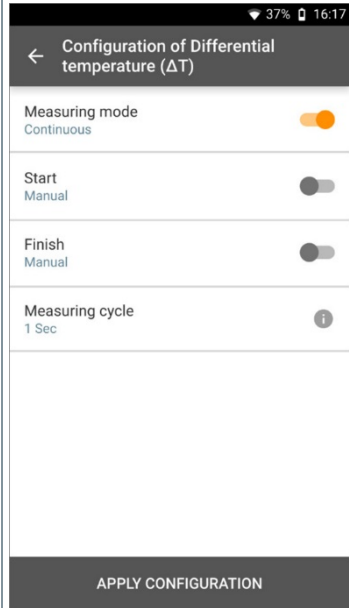 37% 16:17
Configuration of Differential
temperature (ΔT)
Measuring mode
Continuous
Start
Manual
Finish
Manual
Measuring cycle
1 Sec
APPLY CONFIGURATION